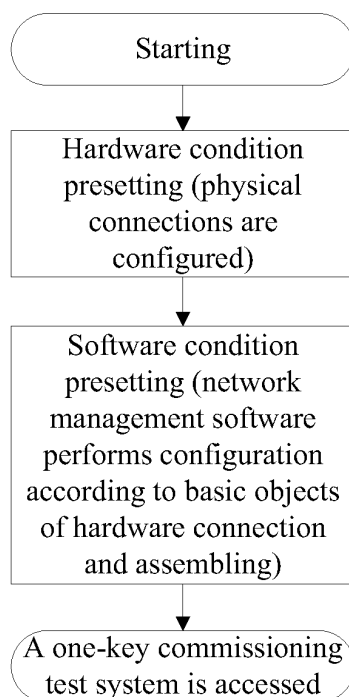 Starting
Hardware condition
presetting (physical
connections are
configured)
Software condition
presetting (network
management software
performs configuration
according to basic objects
of hardware connection
and assembling)
A one-key commissioning
test system is accessed